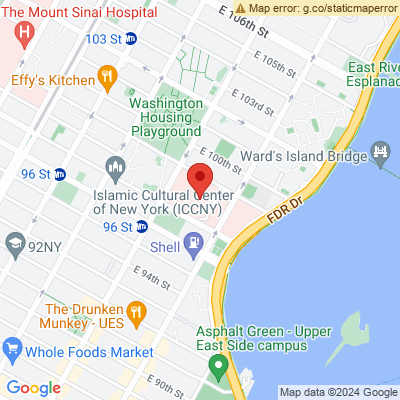 Map error: g.co/staticmaperror
The Mount Sinai Hospital
E 106th St
103 St
E 105th St
East Riv
Esplanad
Effy's Kitchen
E 103rd St
Washington
Housing
Playground
E 100th St
Ward's Island Bridge
96 St
Islamic Cultural Center
of New York (ICCNY)
FDR Dr
96 St
92NY
Shell
E 94th St
The Drunken
Munkey - UES
Asphalt Green - Upper
East Side campus
Whole Foods Market
E 90th St
Google
Map data ©2024 Google